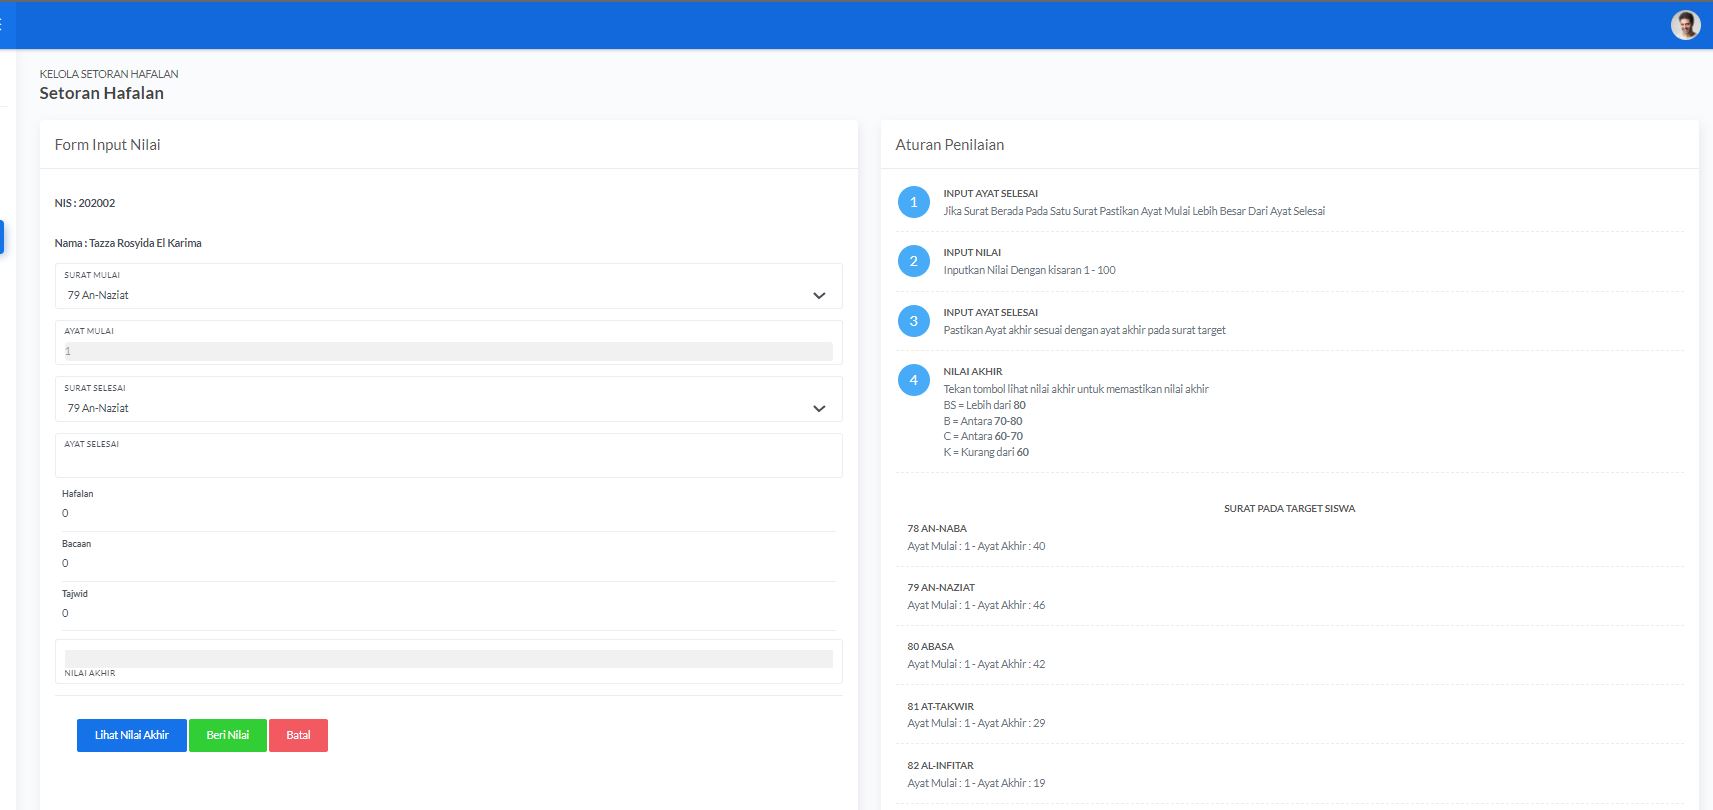 KELOLA SETORAN HAFALAN
Setoran Hafalan
Form Input Nilai
NIS : 202002
Nama : Tazza Rosyida El Karima
SURAT MULAI
79 An-Naziat
AYAT MULAI
1
SURAT SELESAI
79 An-Naziat
AYAT SELESAI
Hafalan
0
Bacaan
0
Tajwid
0
NILAI AKHIR
Lihat Nilai Akhir
Beri Nilai
Batal
Aturan Penilaian
1
INPUT AYAT SELESAI
Jika Surat Berada Pada Satu Surat Pastikan Ayat Mulai Lebih Besar Dari Ayat Selesai
2
INPUT NILAI
Inputkan Nilai Dengan kisaran 1 - 100
3
INPUT AYAT SELESAI
Pastikan Ayat akhir sesuai dengan ayat akhir pada surat target
4
NILAI AKHIR
Tekan tombol lihat nilai akhir untuk memastikan nilai akhir
BS = Lebih dari 80
B = Antara 70-80
C = Antara 60-70
K = Kurang dari 60
SURAT PADA TARGET SISWA
78 AN-NABA
Ayat Mulai : 1 - Ayat Akhir : 40
79 AN-NAZIAT
Ayat Mulai : 1 - Ayat Akhir : 46
80 ABASA
Ayat Mulai : 1 - Ayat Akhir : 42
81 AT-TAKWIR
Ayat Mulai : 1 - Ayat Akhir : 29
82 AL-INFITAR
Ayat Mulai : 1 - Ayat Akhir : 19